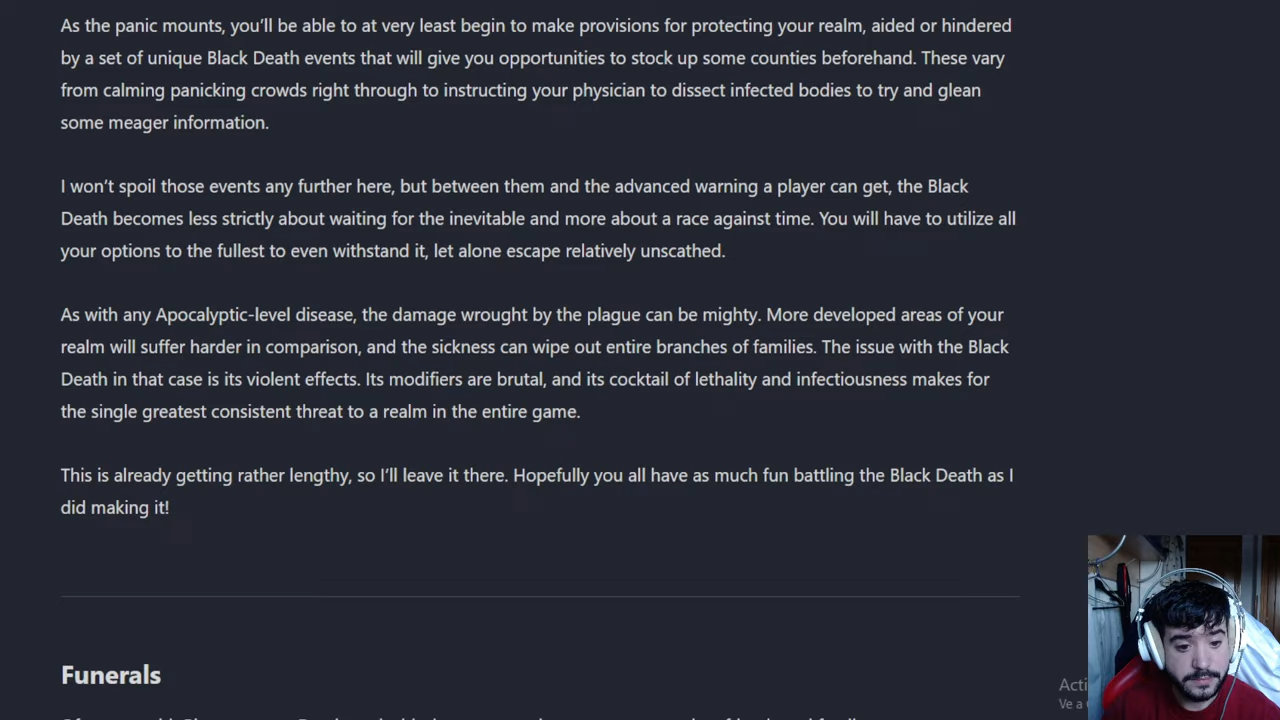 As the panic mounts, you’ll be able to at very least begin to make provisions for protecting your realm, aided or hindered
by a set of unique Black Death events that will give you opportunities to stock up some counties beforehand. These vary
from calming panicking crowds right through to instructing your physician to dissect infected bodies to try and glean
some meager information.
I won’t spoil those events any further here, but between them and the advanced warning a player can get, the Black
Death becomes less strictly about waiting for the inevitable and more about a race against time. You will have to utilize all
your options to the fullest to even withstand it, let alone escape relatively unscathed.
As with any Apocalyptic-level disease, the damage wrought by the plague can be mighty. More developed areas of your
realm will suffer harder in comparison, and the sickness can wipe out entire branches of families. The issue with the Black
Death in that case is its violent effects. Its modifiers are brutal, and its cocktail of lethality and infectiousness makes for
the single greatest consistent threat to a realm in the entire game.
This is already getting rather lengthy, so I’ll leave it there. Hopefully you all have as much fun battling the Black Death as I
did making it!
Funerals
Acti
Ve a